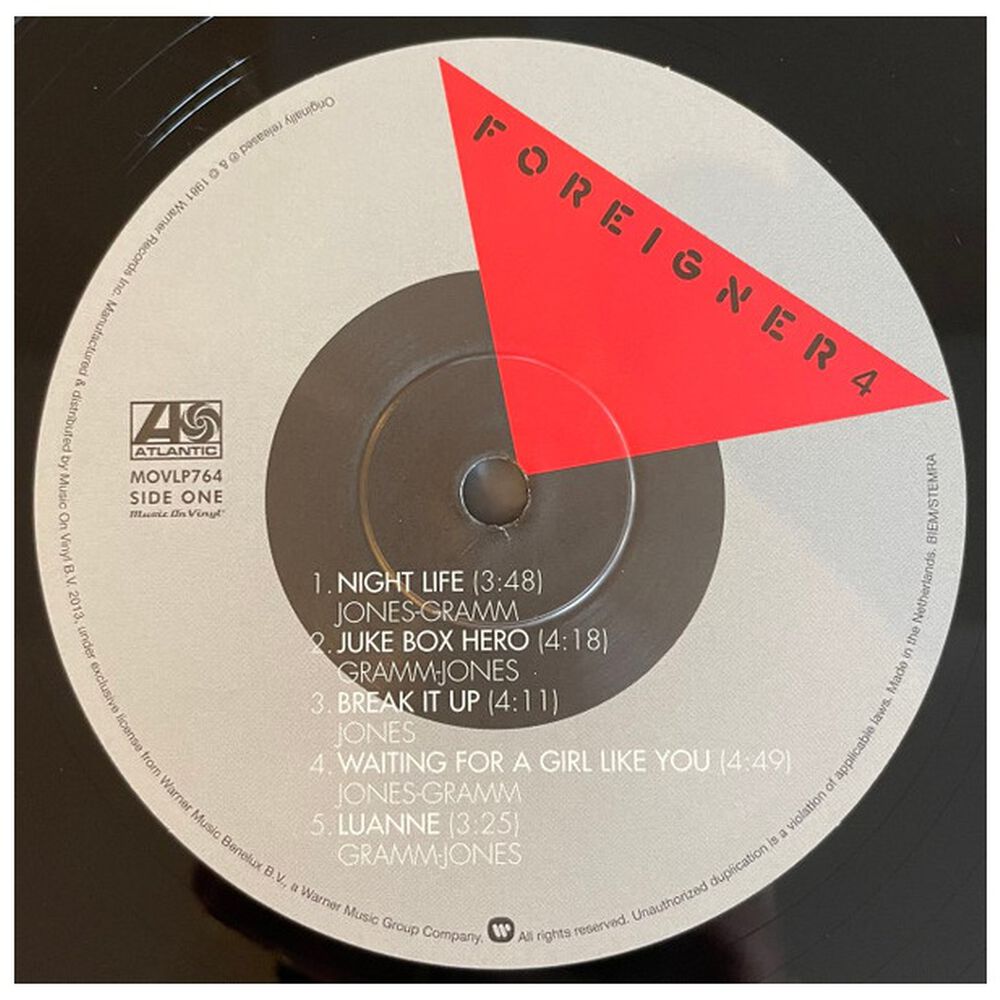 FOREIGNER 4
ATLANTIC
MOVLP764
SIDE ONE
Music On Vinyl
1. NIGHT LIFE (3:48)
JONES-GRAMM
2. JUKE BOX HERO (4:18)
GRAMM-JONES
3. BREAK IT UP (4:11)
JONES
4. WAITING FOR A GIRL LIKE YOU (4:49)
JONES-GRAMM
5. LUANNE (3:25)
GRAMM-JONES
Originally released ℗ & © 1981 Warner Records Inc. Manufactured & distributed by Music On Vinyl B.V. 2013, under exclusive license from Warner Music Benelux B.V., a Warner Music Group Company. All rights reserved. Unauthorized duplication is a violation of applicable laws. Made in the Netherlands. BIEM/STEMRA